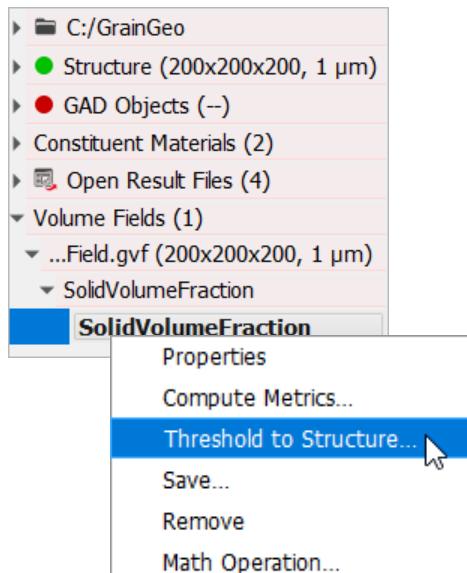 C:/GrainGeo
Structure (200x200x200, 1 µm)
GAD Objects (--)
Constituent Materials (2)
Open Result Files (4)
Volume Fields (1)
...Field.gvf (200x200x200, 1 µm)
SolidVolumeFraction
SolidVolumeFraction
Properties
Compute Metrics...
Threshold to Structure...
Save...
Remove
Math Operation...